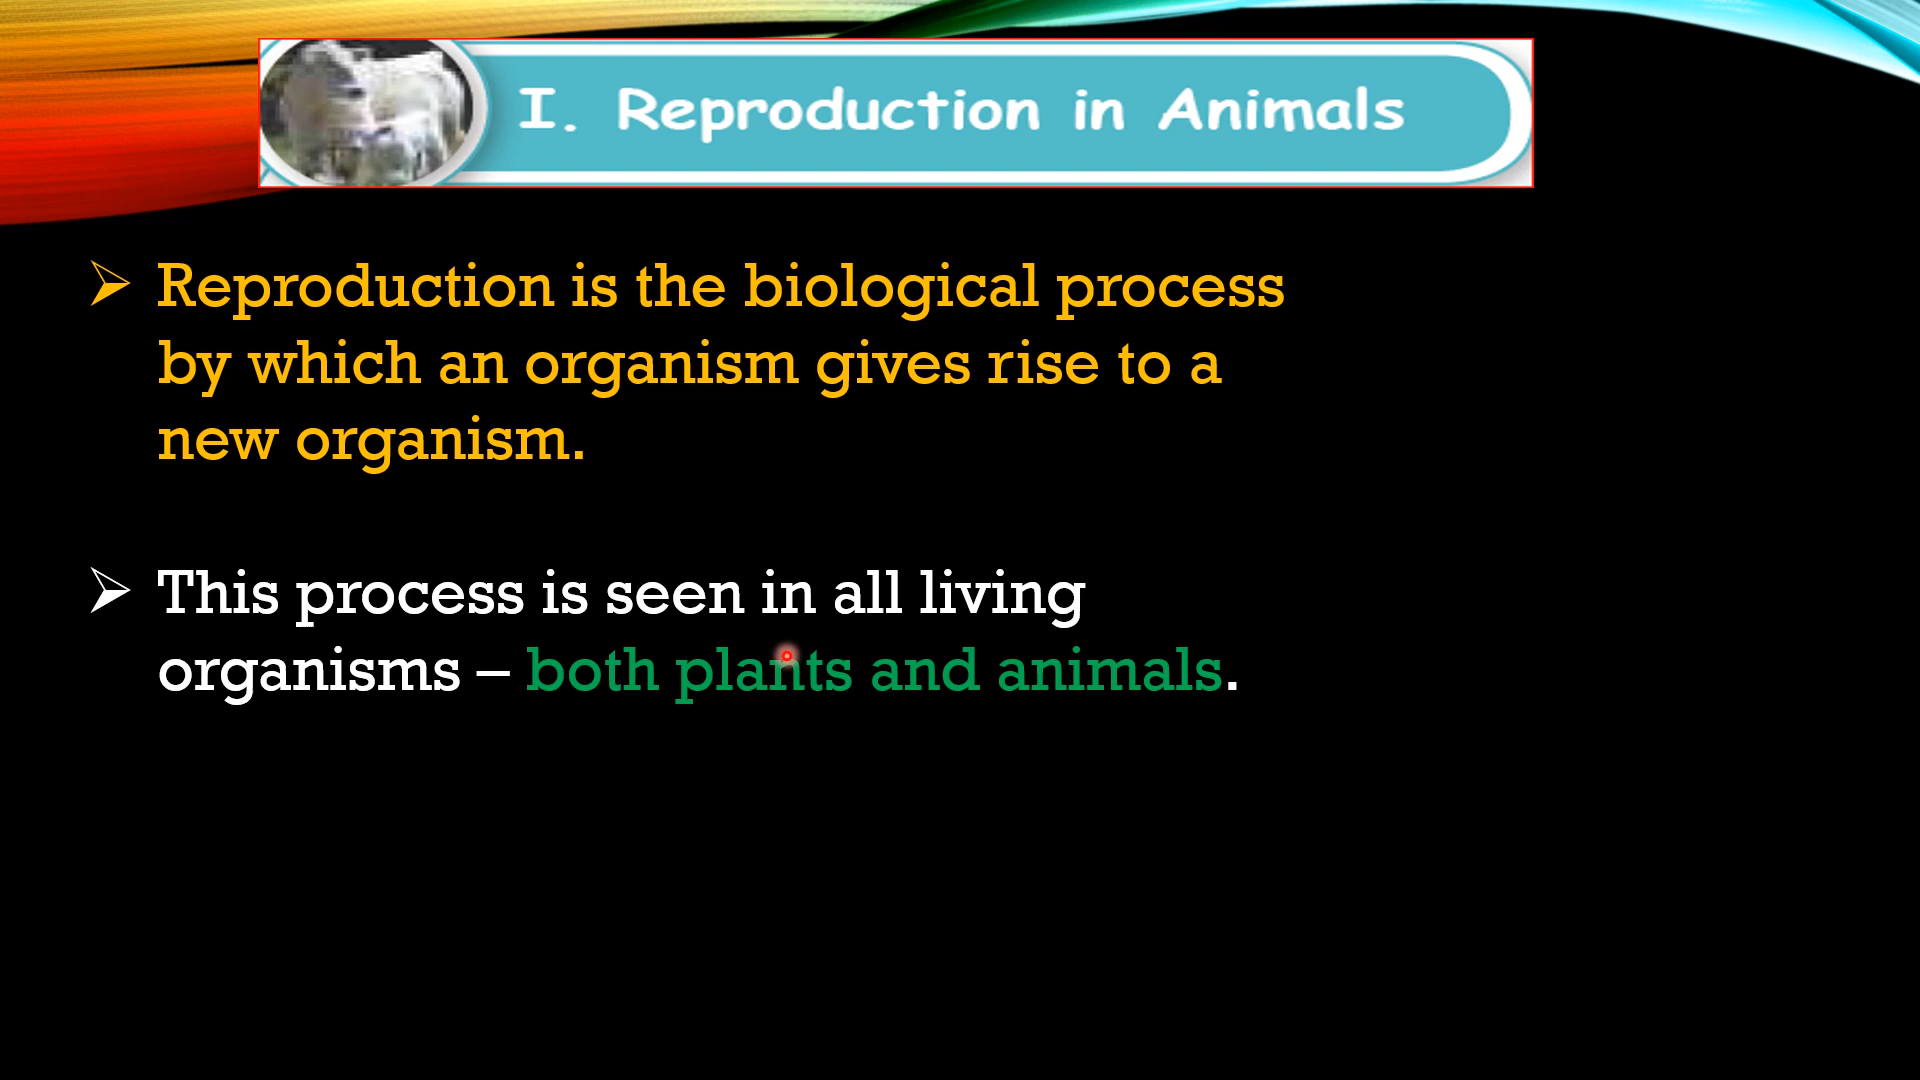 I. Reproduction in Animals
➢ Reproduction is the biological process
by which an organism gives rise to a
new organism.
➢ This process is seen in all living
organisms – both plants and animals.